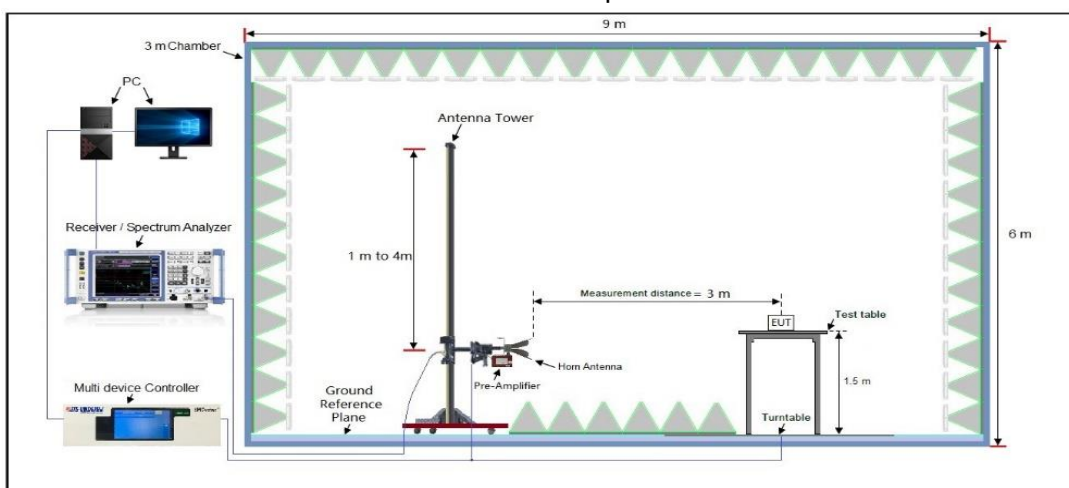 9 m
3 m Chamber
PC
Antenna Tower
Receiver / Spectrum Analyzer
1 m to 4m
6 m
Measurement distance = 3 m
EUT
Test table
Horn Antenna
Pre-Amplifier
1.5 m
Multi device Controller
Ground
Reference
Plane
Turntable